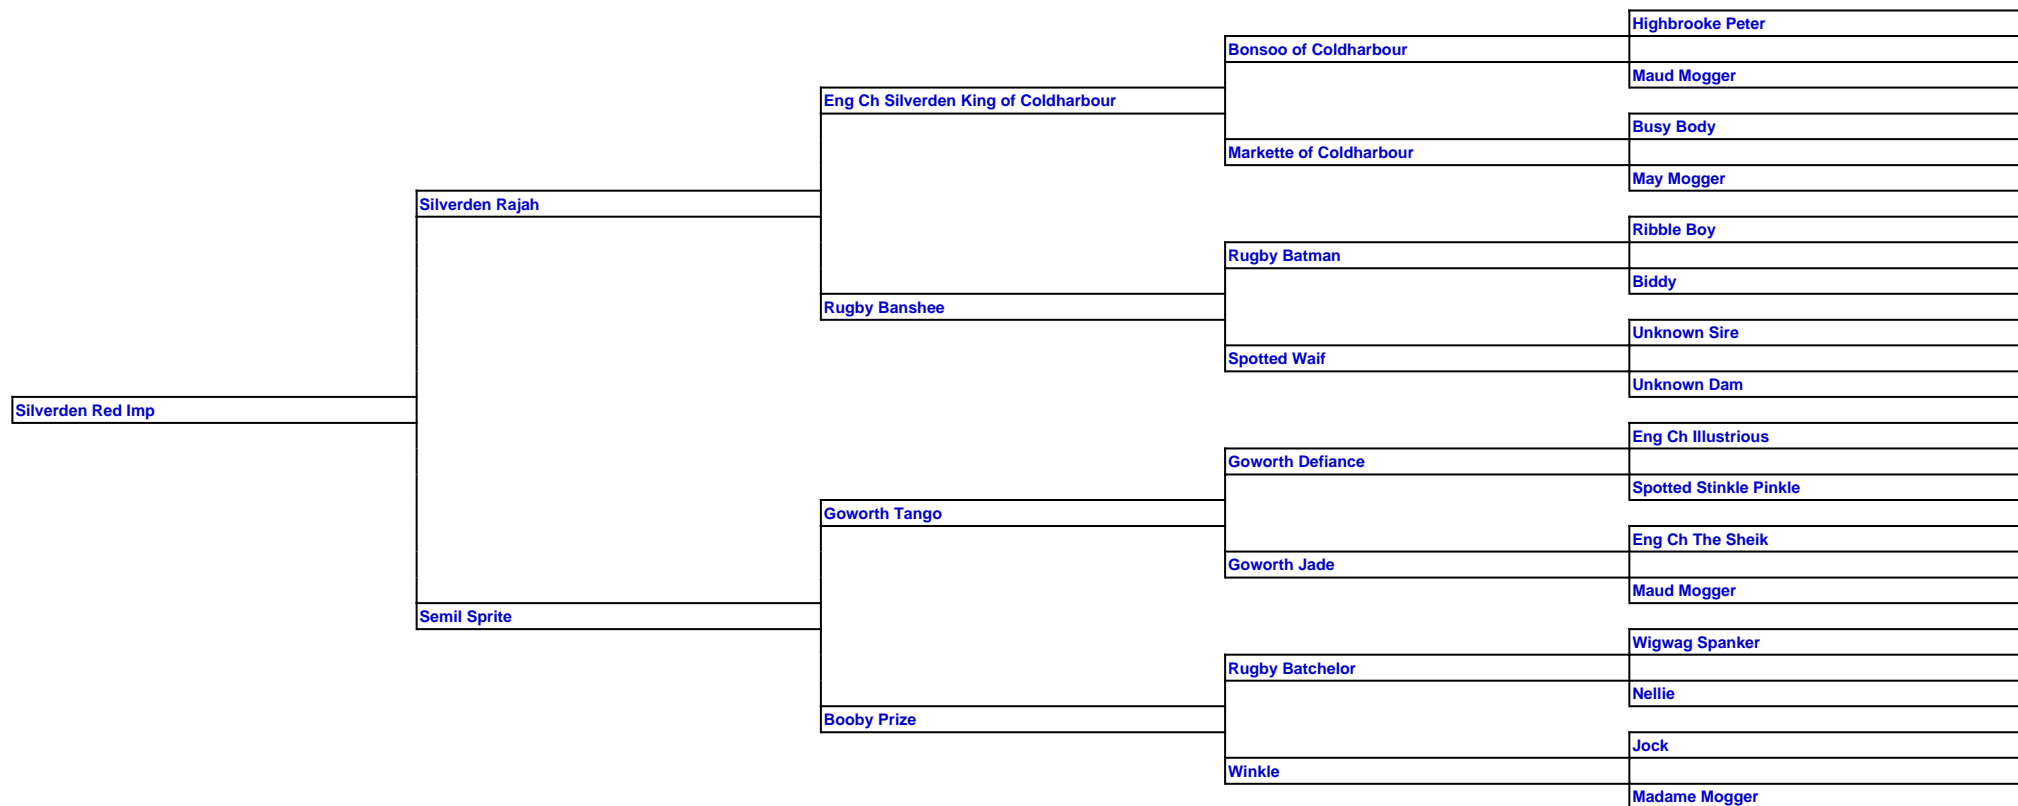 Highbrooke Peter
Bonsoo of Coldharbour
Maud Mogger
Eng Ch Silverden King of Coldharbour
Busy Body
Markette of Coldharbour
May Mogger
Silverden Rajah
Ribble Boy
Rugby Batman
Biddy
Rugby Banshee
Unknown Sire
Spotted Waif
Unknown Dam
Silverden Red Imp
Eng Ch Illustrious
Goworth Defiance
Spotted Stinkle Pinkle
Goworth Tango
Eng Ch The Sheik
Goworth Jade
Maud Mogger
Semil Sprite
Wigwag Spanker
Rugby Batchelor
Nellie
Booby Prize
Jock
Winkle
Madame Mogger